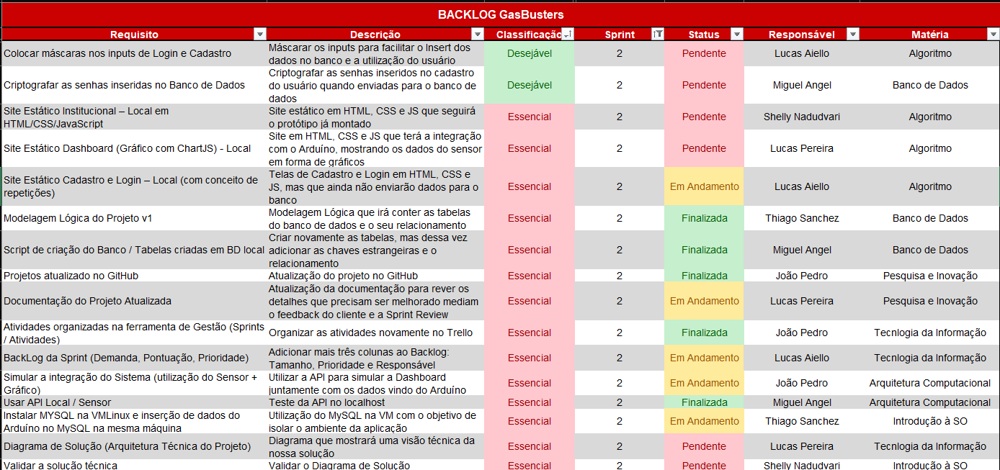 BACKLOG GasBusters
Requisito Descrição Classificação Sprint Status Responsável Matéria
Colocar máscaras nos inputs de Login e Cadastro
Máscarar os inputs para facilitar o Insert dos
dados no banco e a utilização do usuário
Desejável 2 Pendente Lucas Aiello Algoritmo
Criptografar as senhas inseridas no Banco de Dados
Criptografar as senhas inseridos no cadastro
do usuário quando enviadas para o banco de
dados
Desejável 2 Pendente Miguel Angel Banco de Dados
Site Estático Institucional – Local em
HTML/CSS/JavaScript
Site estático em HTML, CSS e JS que seguirá
o protótipo já montado
Essencial 2 Pendente Shelly Nadudvari Algoritmo
Site Estático Dashboard (Gráfico com ChartJS) - Local
Site em HTML, CSS e JS que terá a integração
com o Arduíno, mostrando os dados do sensor
em forma de gráficos
Essencial 2 Pendente Lucas Pereira Algoritmo
Site Estático Cadastro e Login – Local (com conceito de
repetições)
Telas de Cadastro e Login em HTML, CSS e
JS, mas que ainda não enviarão dados para o
banco
Essencial 2 Em Andamento Lucas Aiello Algoritmo
Modelagem Lógica do Projeto v1
Modelagem Lógica que irá conter as tabelas
do banco de dados e o seu relacionamento
Essencial 2 Finalizada Thiago Sanchez Banco de Dados
Script de criação do Banco / Tabelas criadas em BD local
Criar novamente as tabelas, mas dessa vez
adicionar as chaves estrangeiras e o
relacionamento
Essencial 2 Finalizada Miguel Angel Banco de Dados
Projetos atualizado no GitHub
Atualização do projeto no GitHub
Essencial 2 Finalizada João Pedro Pesquisa e Inovação
Documentação do Projeto Atualizada
Atualização da documentação para rever os
detalhes que precisam ser melhorado mediam
o feedback do cliente e a Sprint Review
Essencial 2 Em Andamento Lucas Pereira Pesquisa e Inovação
Atividades organizadas na ferramenta de Gestão (Sprints
/ Atividades)
Organizar as atividades novamente no Trello
Essencial 2 Finalizada João Pedro Tecnlogia da Informação
BackLog da Sprint (Demanda, Pontuação, Prioridade)
Adicionar mais três colunas ao Backlog:
Tamanho, Prioridade e Responsável
Essencial 2 Em Andamento Lucas Aiello Tecnlogia da Informação
Simular a integração do Sistema (utilização do Sensor +
Gráfico)
Utilizar a API para simular a Dashboard
juntamente com os dados vindo do Arduíno
Essencial 2 Em Andamento João Pedro Arquitetura Computacional
Usar API Local / Sensor
Teste da API no localhost
Essencial 2 Finalizada Miguel Angel Arquitetura Computacional
Instalar MYSQL na VMLinux e inserção de dados do
Arduíno no MySQL na mesma máquina
Utilização do MySQL na VM com o objetivo de
isolar o ambiente da aplicação
Essencial 2 Em Andamento Thiago Sanchez Introdução à SO
Diagrama de Solução (Arquitetura Técnica do Projeto)
Diagrama que mostrará uma visão técnica da
nossa solução
Essencial 2 Pendente Lucas Pereira Tecnlogia da Informação
Validar a solução técnica
Validar o Diagrama de Solução
Essencial 2 Pendente Shelly Nadudvari Introdução à SO